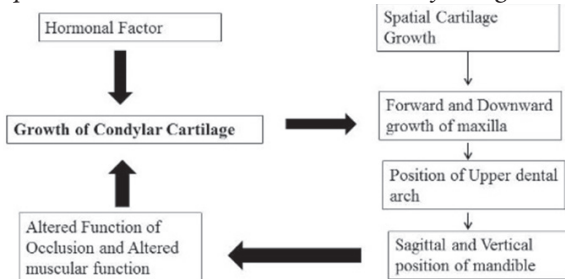 Hormonal Factor
Spatial Cartilage
Growth
Growth of Condylar Cartilage
Forward and Downward
growth of maxilla
Position of Upper dental
arch
Altered Function of
Occlusion and Altered
muscular function
Sagittal and Vertical
position of mandible